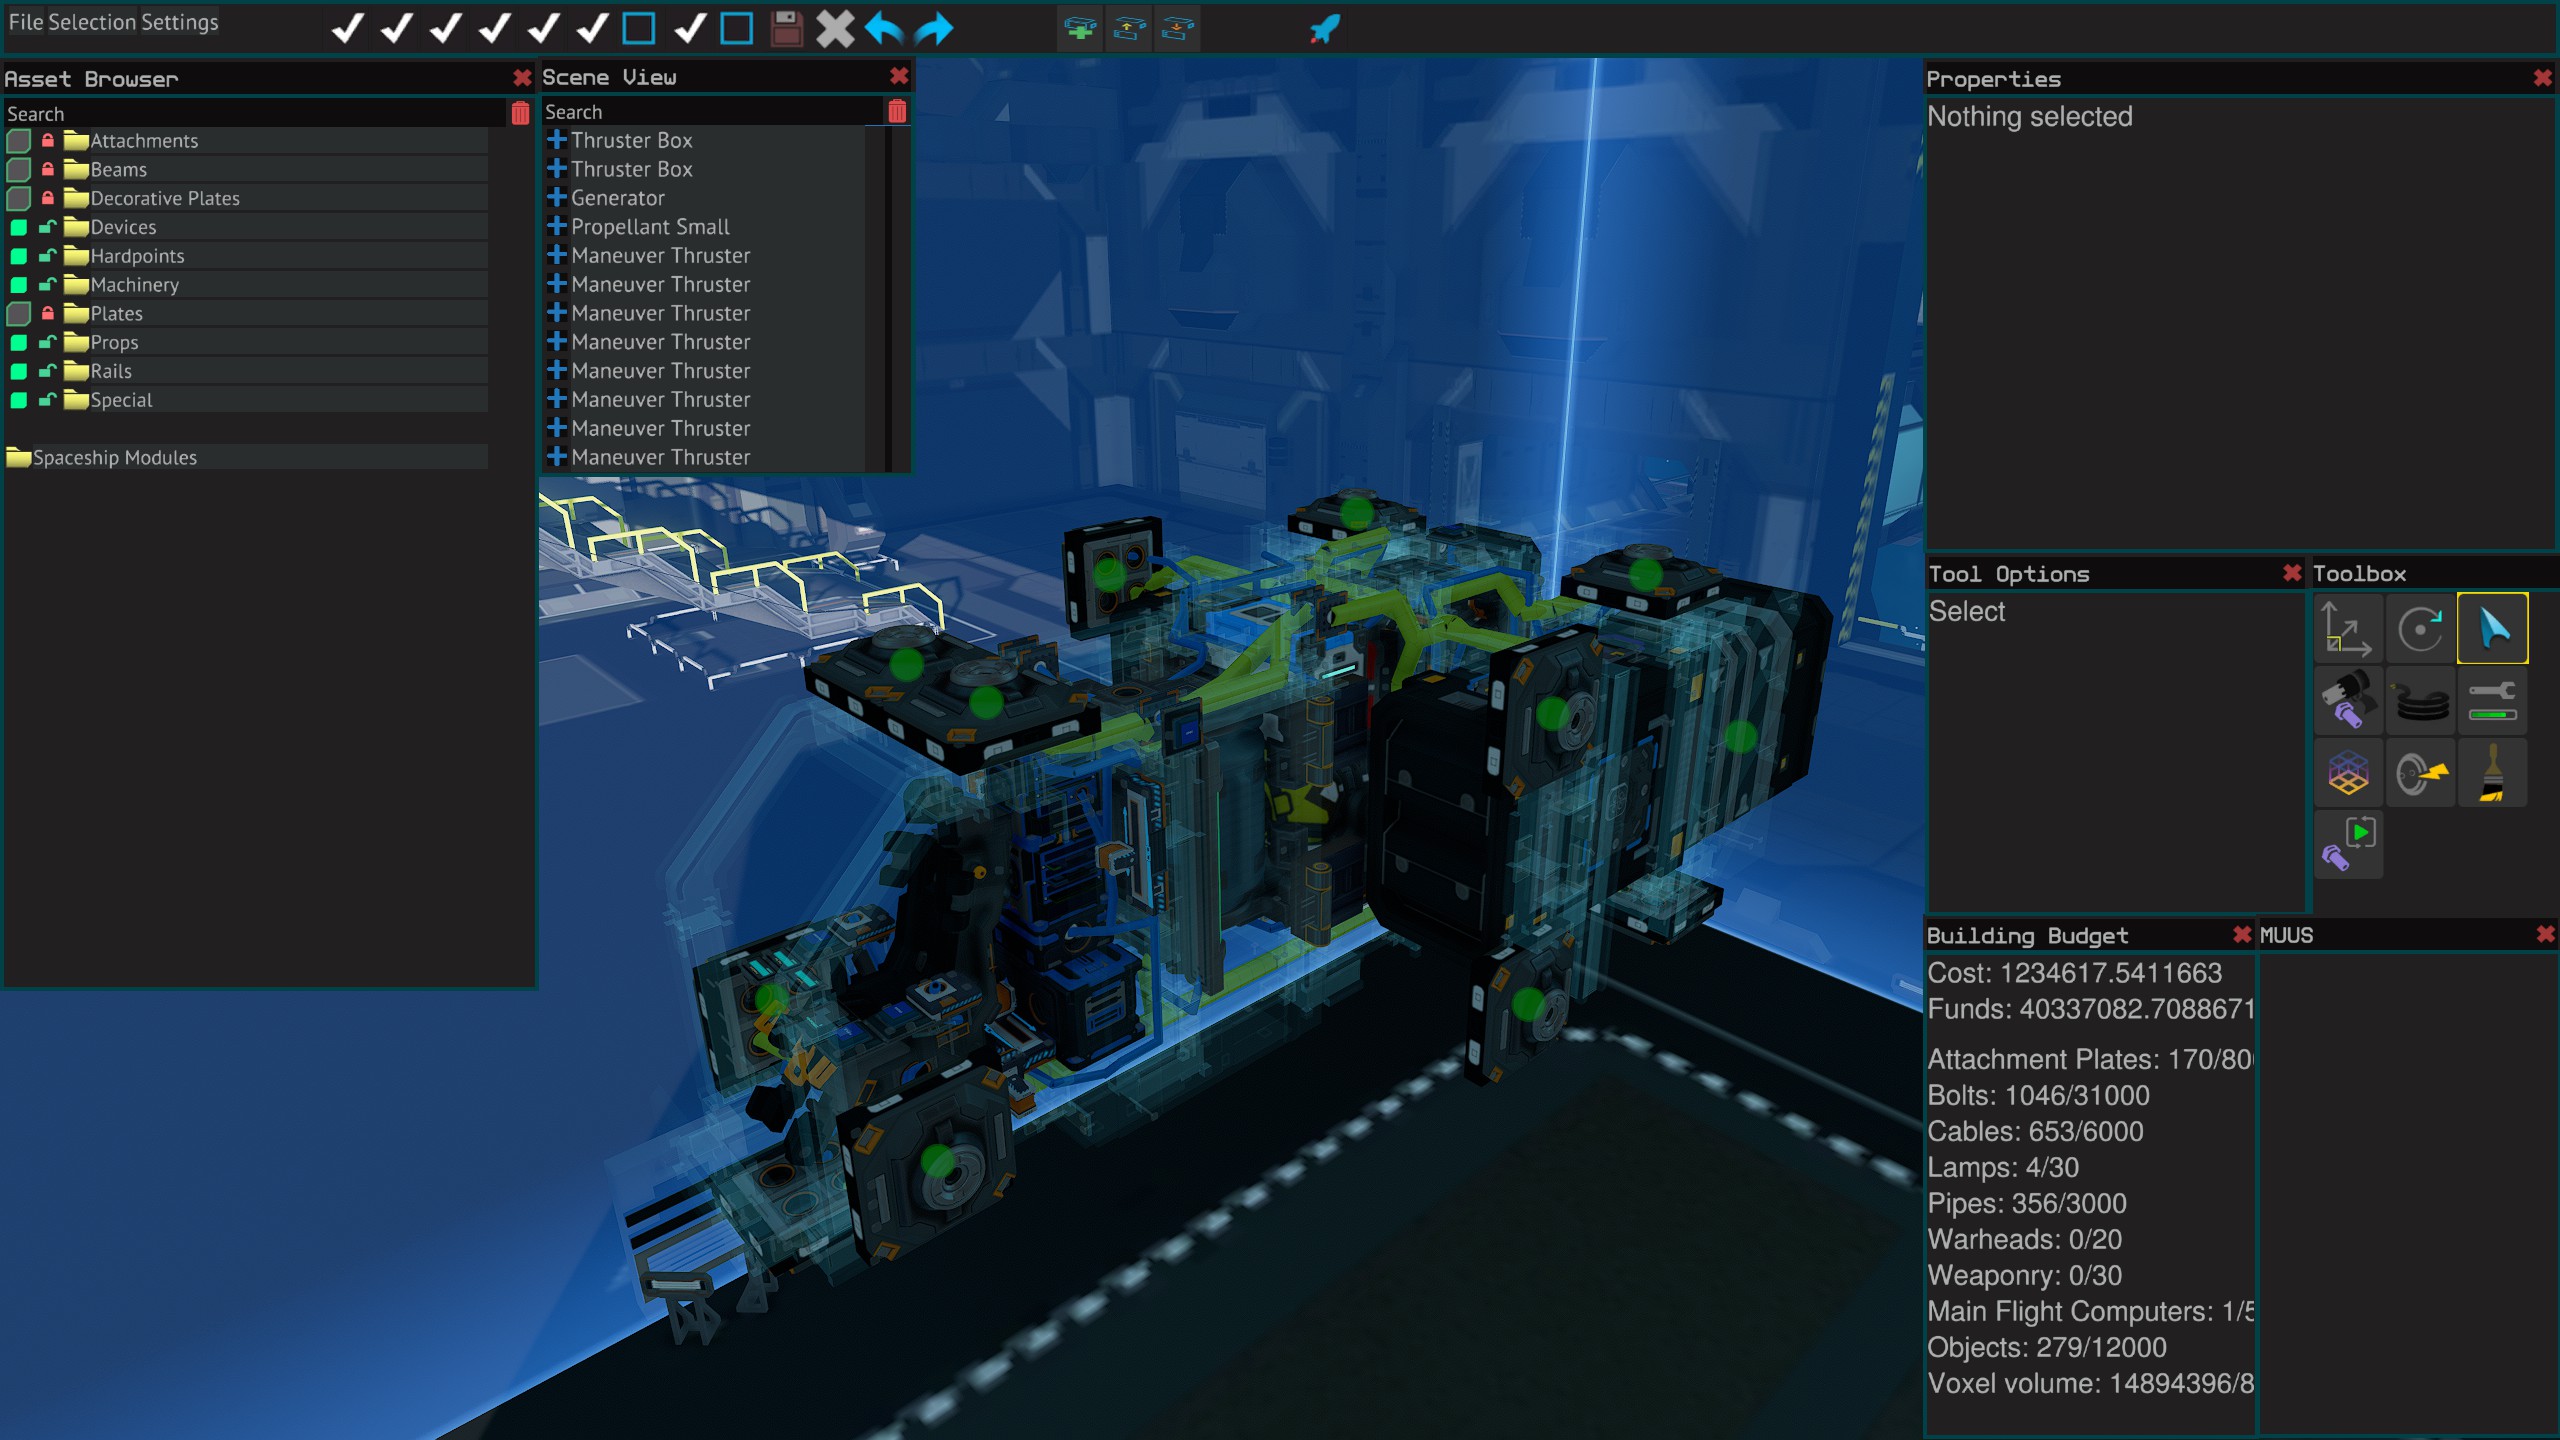 File Selection Settings
Asset Browser
Search
Attachments
Beams
Decorative Plates
Devices
Hardpoints
Machinery
Plates
Props
Rails
Special
Spaceship Modules
Scene View
Search
Thruster Box
Thruster Box
Generator
Propellant Small
Maneuver Thruster
Maneuver Thruster
Maneuver Thruster
Maneuver Thruster
Maneuver Thruster
Maneuver Thruster
Maneuver Thruster
Maneuver Thruster
Properties
Nothing selected
Tool Options
Select
Toolbox
Building Budget
Cost: 1234617.5411663
Funds: 40337082.7088671
Attachment Plates: 170/80
Bolts: 1046/31000
Cables: 653/6000
Lamps: 4/30
Pipes: 356/3000
Warheads: 0/20
Weaponry: 0/30
Main Flight Computers: 1/5
Objects: 279/12000
Voxel volume: 14894396/8
MUUS